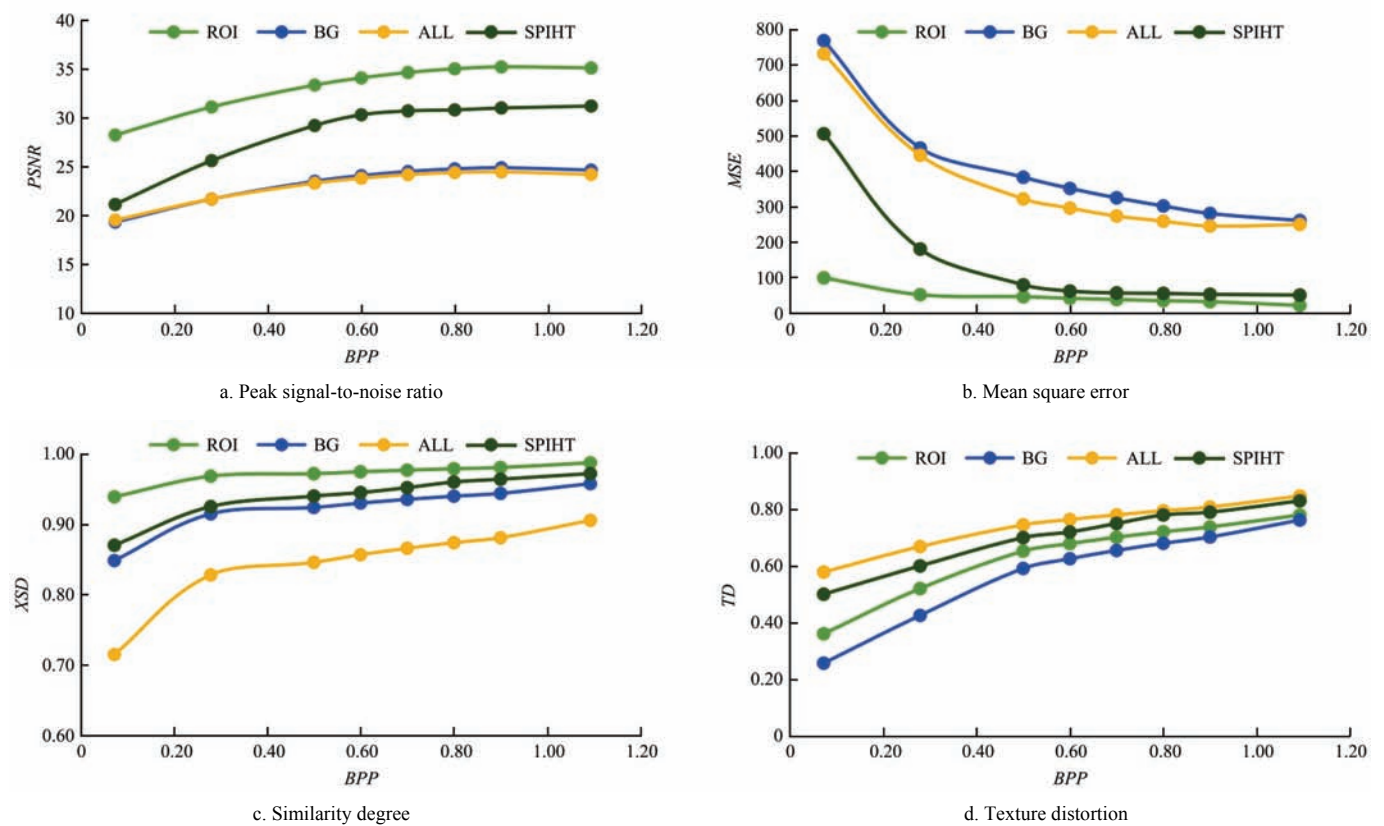 ROI BG ALL SPIHT
40
35
30
25
20
15
10
PSNR
0 0.20 0.40 0.60 0.80 1.00 1.20
BPP
a. Peak signal-to-noise ratio
ROI BG ALL SPIHT
800
700
600
500
400
300
200
100
0
MSE
0 0.20 0.40 0.60 0.80 1.00 1.20
BPP
b. Mean square error
ROI BG ALL SPIHT
1.00
0.90
0.80
0.70
0.60
XSD
0 0.20 0.40 0.60 0.80 1.00 1.20
BPP
c. Similarity degree
ROI BG ALL SPIHT
1.00
0.80
0.60
0.40
0.20
TD
0 0.20 0.40 0.60 0.80 1.00 1.20
BPP
d. Texture distortion